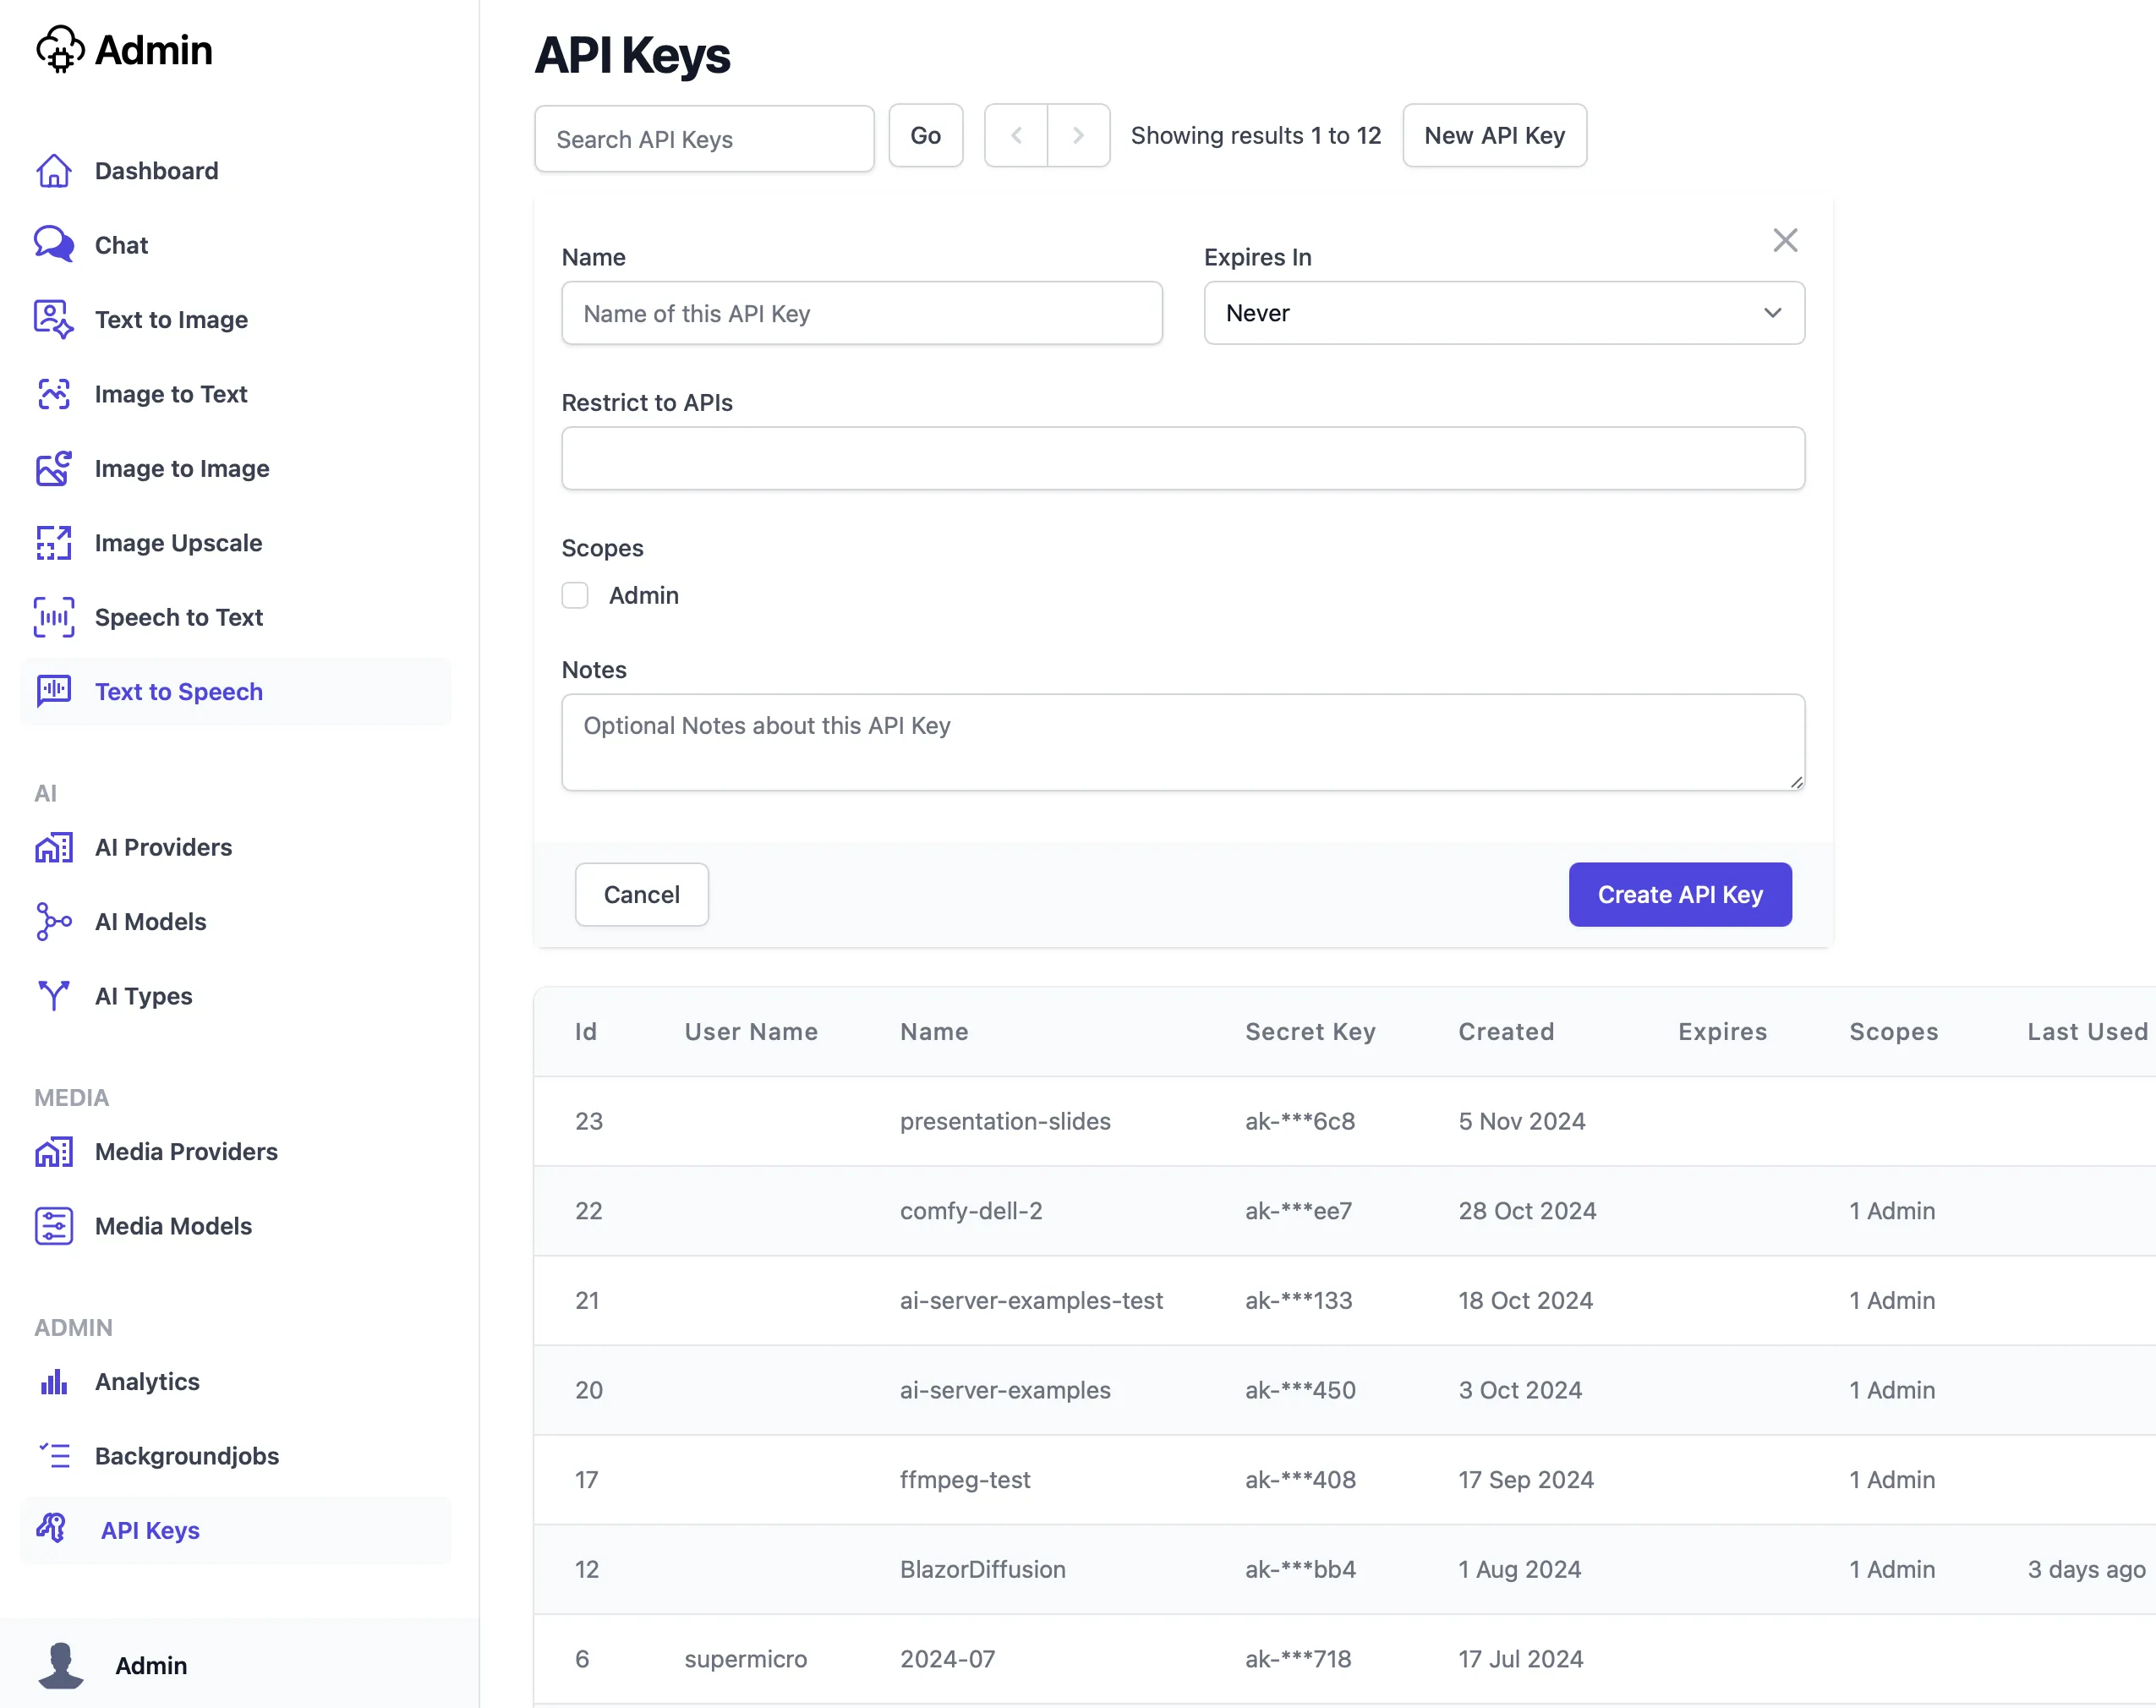 Admin
Dashboard
Chat
Text to Image
Image to Text
Image to Image
Image Upscale
Speech to Text
Text to Speech
AI
AI Providers
AI Models
AI Types
MEDIA
Media Providers
Media Models
ADMIN
Analytics
Backgroundjobs
API Keys
Admin
API Keys
Search API Keys Go Showing results 1 to 12 New API Key
Name Expires In
Name of this API Key Never
Restrict to APIs
Scopes
Admin
Notes
Optional Notes about this API Key
Cancel Create API Key
Id User Name Name Secret Key Created Expires Scopes Last Used
23 presentation-slides ak-***6c8 5 Nov 2024
22 comfy-dell-2 ak-***ee7 28 Oct 2024 1 Admin
21 ai-server-examples-test ak-***133 18 Oct 2024 1 Admin
20 ai-server-examples ak-***450 3 Oct 2024 1 Admin
17 ffmpeg-test ak-***408 17 Sep 2024 1 Admin
12 BlazorDiffusion ak-***bb4 1 Aug 2024 1 Admin 3 days ago
6 supermicro 2024-07 ak-***718 17 Jul 2024